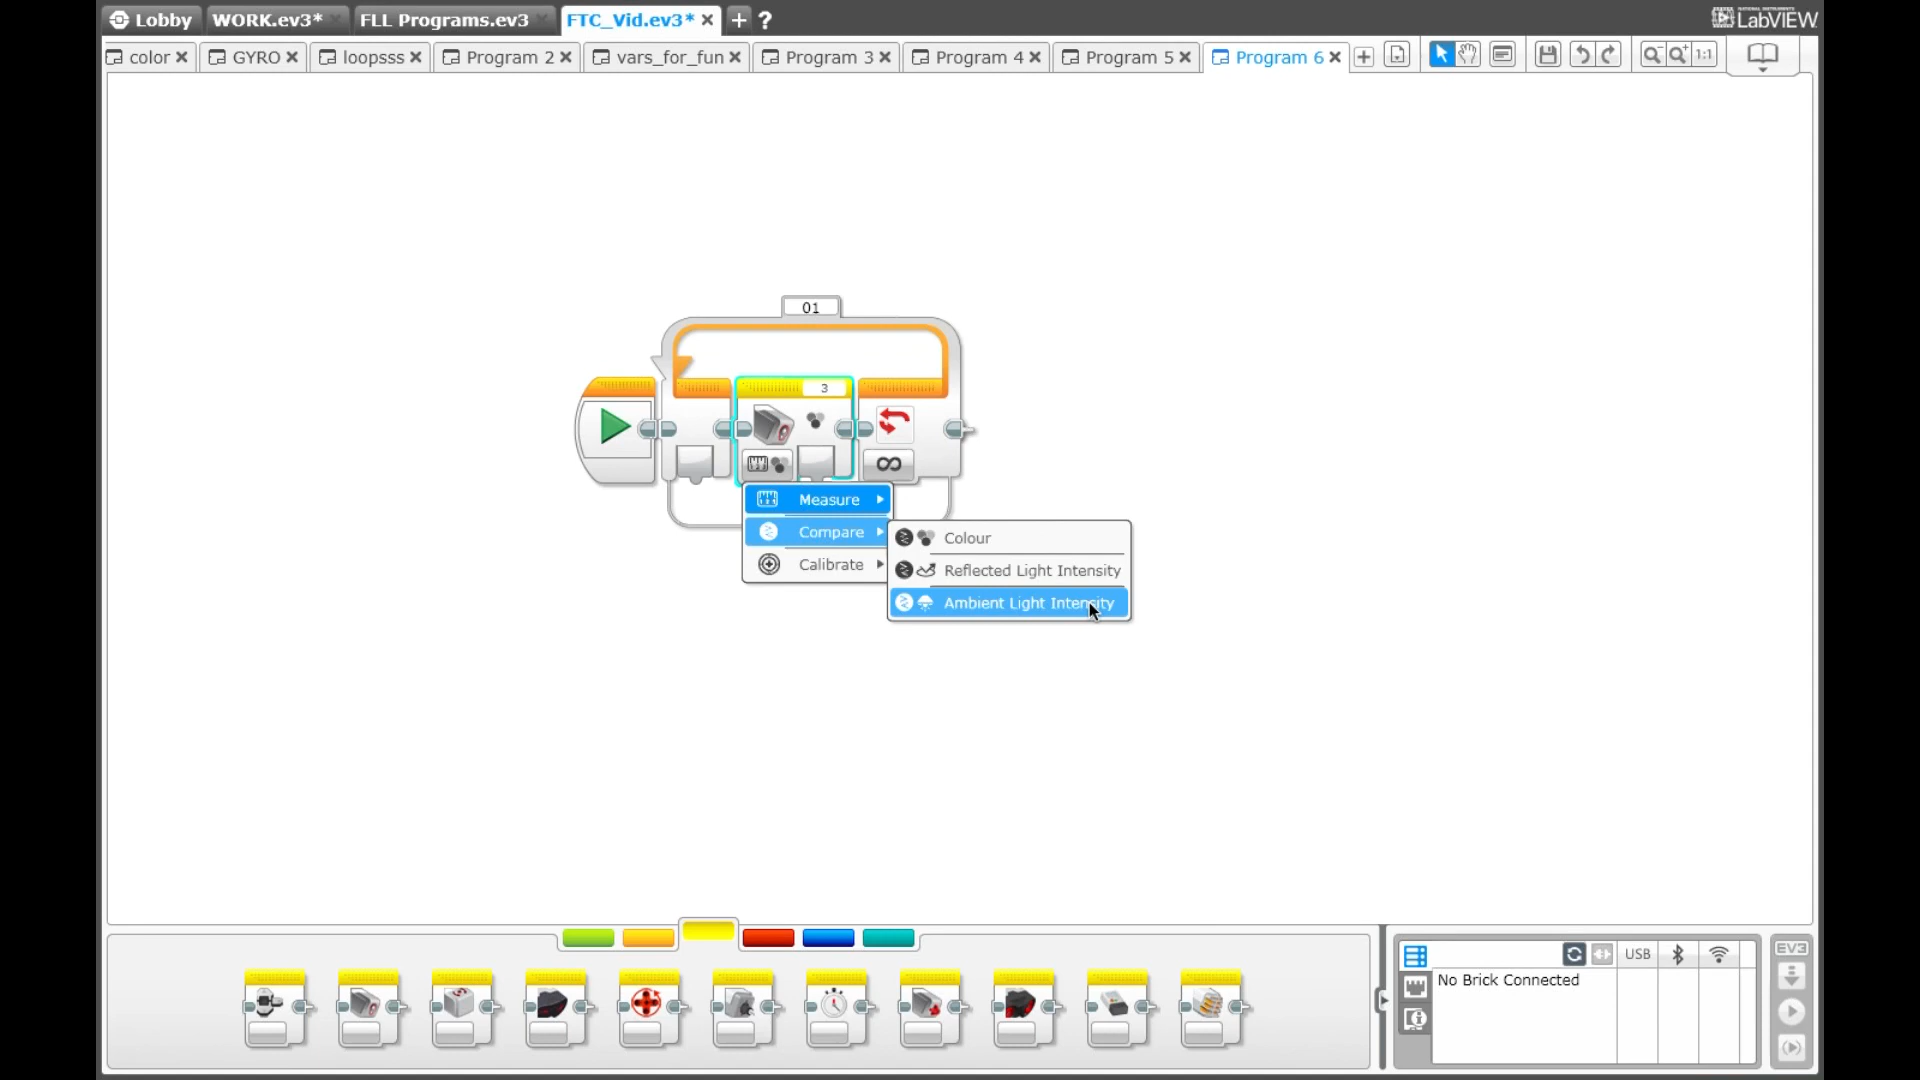 Lobby WORK.ev3* FLL Programs.ev3 FTC_Vid.ev3* + ? LabVIEW
color GYRO loopsss Program 2 vars_for_fun Program 3 Program 4 Program 5 Program 6 1:1
01
3
Measure
Compare
Calibrate
Colour
Reflected Light Intensity
Ambient Light Intensity
USB EV3
No Brick Connected